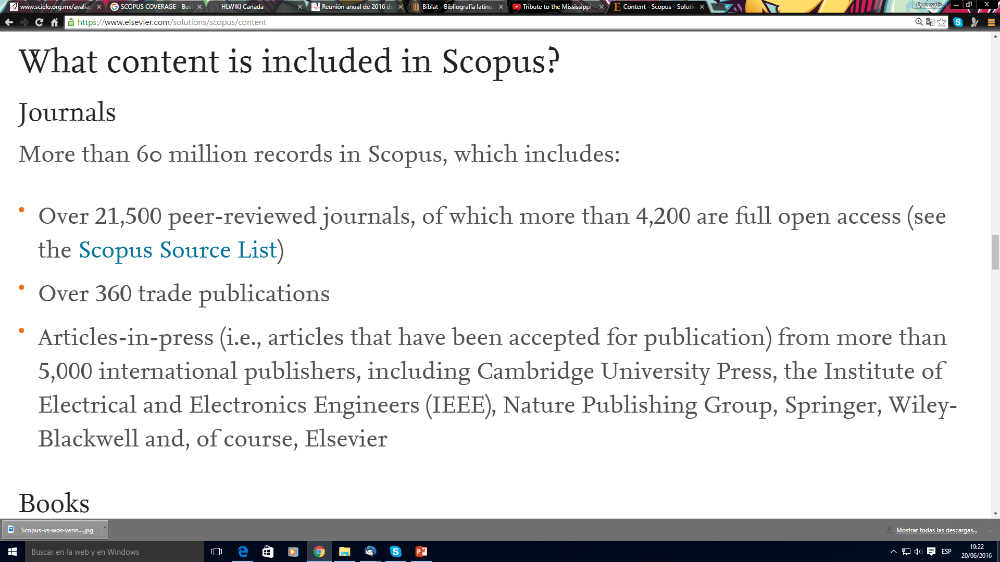 www.scielo.org.mx/avaliac
SCOPUS COVERAGE - Bus
HLWIKI Canada
Reunión anual de 2016 de
Biblat - Bibliografía latino
Tribute to the Mississippi
Content - Scopus - Soluti
Quo vadis
https://www.elsevier.com/solutions/scopus/content
What content is included in Scopus?
Journals
More than 60 million records in Scopus, which includes:
• Over 21,500 peer-reviewed journals, of which more than 4,200 are full open access (see
the Scopus Source List)
• Over 360 trade publications
• Articles-in-press (i.e., articles that have been accepted for publication) from more than
5,000 international publishers, including Cambridge University Press, the Institute of
Electrical and Electronics Engineers (IEEE), Nature Publishing Group, Springer, Wiley-
Blackwell and, of course, Elsevier
Books
Scopus-vs-wos-venn....jpg
Mostrar todas las descargas...
Buscar en la web y en Windows
ESP
19:22
20/06/2016